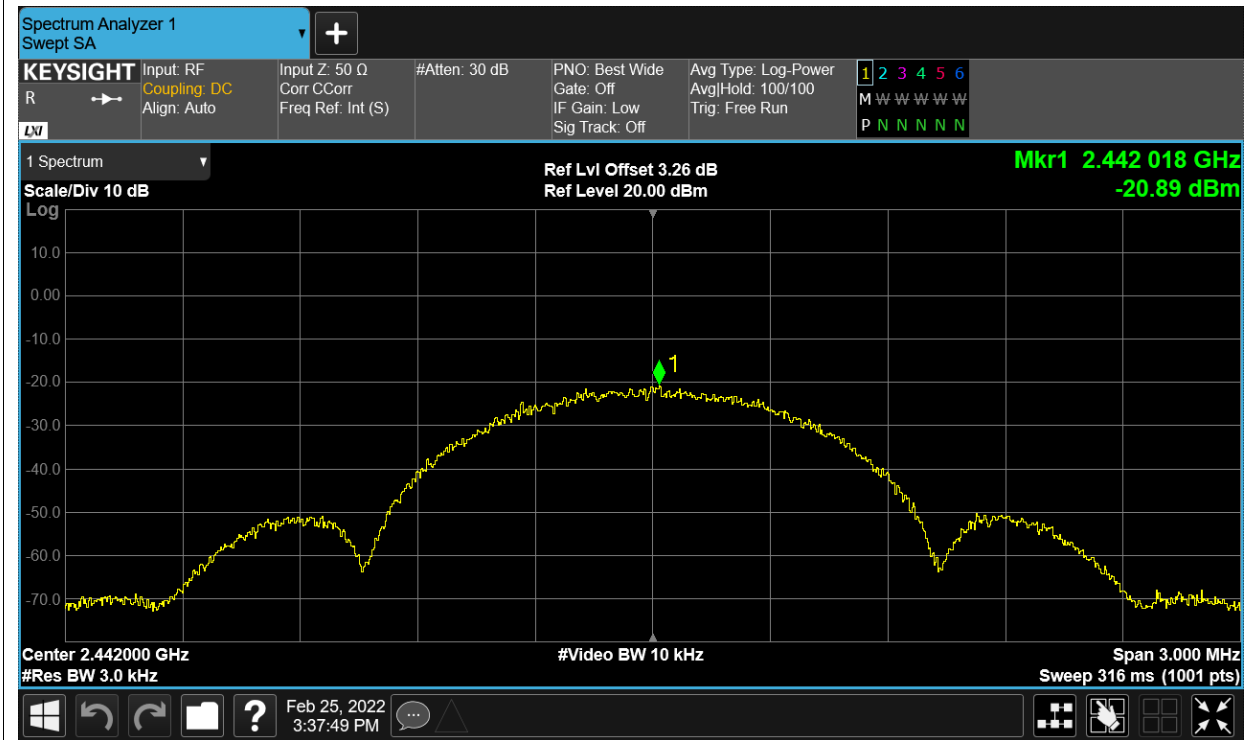 Spectrum Analyzer 1
Swept SA
+
KEYSIGHT
R
LXI
Input: RF
Coupling: DC
Align: Auto
Input Z: 50 Ω
Corr CCorr
Freq Ref: Int (S)
#Atten: 30 dB
PNO: Best Wide
Gate: Off
IF Gain: Low
Sig Track: Off
Avg Type: Log-Power
Avg|Hold: 100/100
Trig: Free Run
1 2 3 4 5 6
M W W W W W
P N N N N N
1 Spectrum
Scale/Div 10 dB
Ref Lvl Offset 3.26 dB
Ref Level 20.00 dBm
Mkr1 2.442 018 GHz
-20.89 dBm
Log
10.0
0.00
-10.0
-20.0
-30.0
-40.0
-50.0
-60.0
-70.0
1
Center 2.442000 GHz
#Res BW 3.0 kHz
#Video BW 10 kHz
Span 3.000 MHz
Sweep 316 ms (1001 pts)
?
Feb 25, 2022
3:37:49 PM